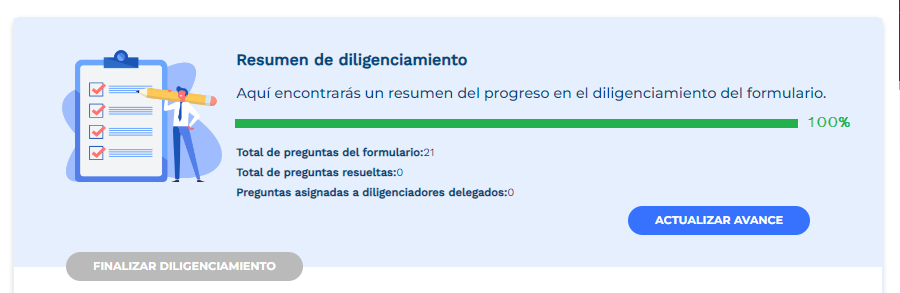 Resumen de diligenciamiento
Aquí encontrarás un resumen del progreso en el diligenciamiento del formulario.
100%
Total de preguntas del formulario:21
Total de preguntas resueltas:0
Preguntas asignadas a diligenciadores delegados:0
ACTUALIZAR AVANCE
FINALIZAR DILIGENCIAMIENTO